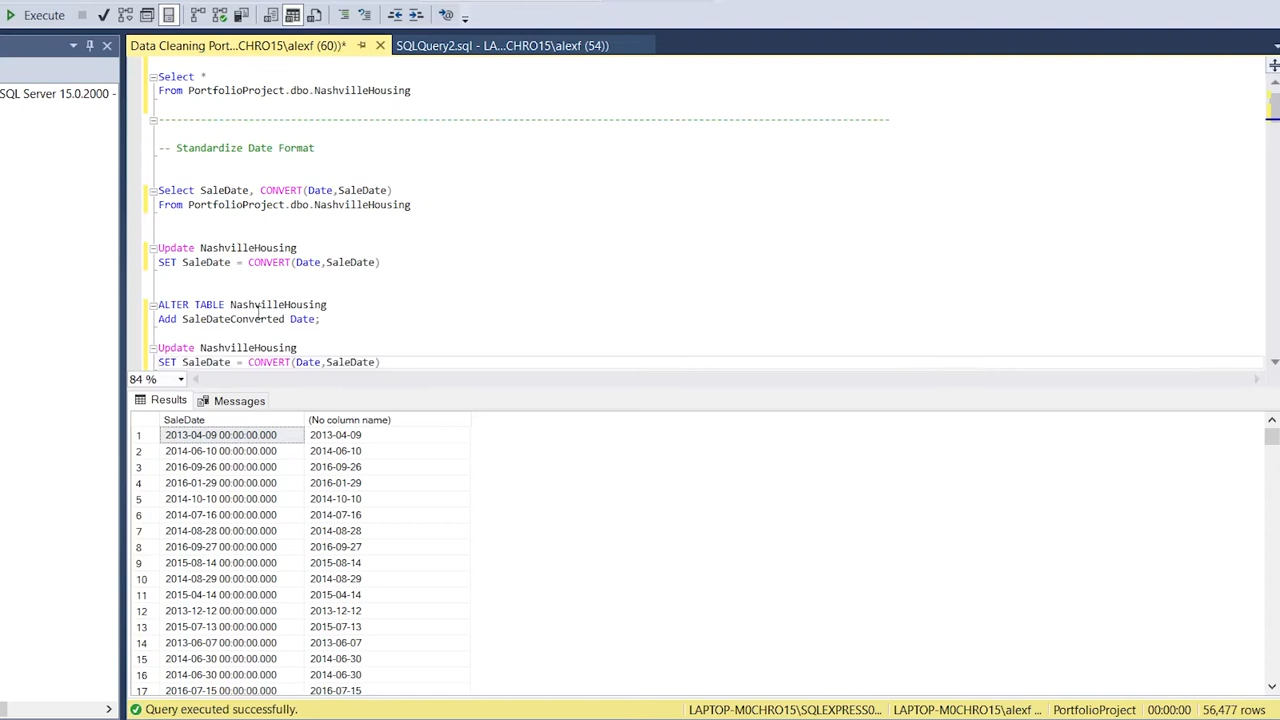 Execute
Data Cleaning Port...CHRO15\alexf (60))*
SQLQuery2.sql - LA...CHRO15\alexf (54))
SQL Server 15.0.2000 -
Select *
From PortfolioProject.dbo.NashvilleHousing
-- Standardize Date Format
Select SaleDate, CONVERT(Date,SaleDate)
From PortfolioProject.dbo.NashvilleHousing
Update NashvilleHousing
SET SaleDate = CONVERT(Date,SaleDate)
ALTER TABLE NashvilleHousing
Add SaleDateConverted Date;
Update NashvilleHousing
SET SaleDate = CONVERT(Date,SaleDate)
84 %
Results Messages
SaleDate (No column name)
1 2013-04-09 00:00:00.000 2013-04-09
2 2014-06-10 00:00:00.000 2014-06-10
3 2016-09-26 00:00:00.000 2016-09-26
4 2016-01-29 00:00:00.000 2016-01-29
5 2014-10-10 00:00:00.000 2014-10-10
6 2014-07-16 00:00:00.000 2014-07-16
7 2014-08-28 00:00:00.000 2014-08-28
8 2016-09-27 00:00:00.000 2016-09-27
9 2015-08-14 00:00:00.000 2015-08-14
10 2014-08-29 00:00:00.000 2014-08-29
11 2015-04-14 00:00:00.000 2015-04-14
12 2013-12-12 00:00:00.000 2013-12-12
13 2015-07-13 00:00:00.000 2015-07-13
14 2013-06-07 00:00:00.000 2013-06-07
15 2014-06-30 00:00:00.000 2014-06-30
16 2014-06-30 00:00:00.000 2014-06-30
17 2016-07-15 00:00:00.000 2016-07-15
Query executed successfully.
LAPTOP-M0CHRO15\SQLEXPRESS0... LAPTOP-M0CHRO15\alexf ... PortfolioProject 00:00:00 56,477 rows